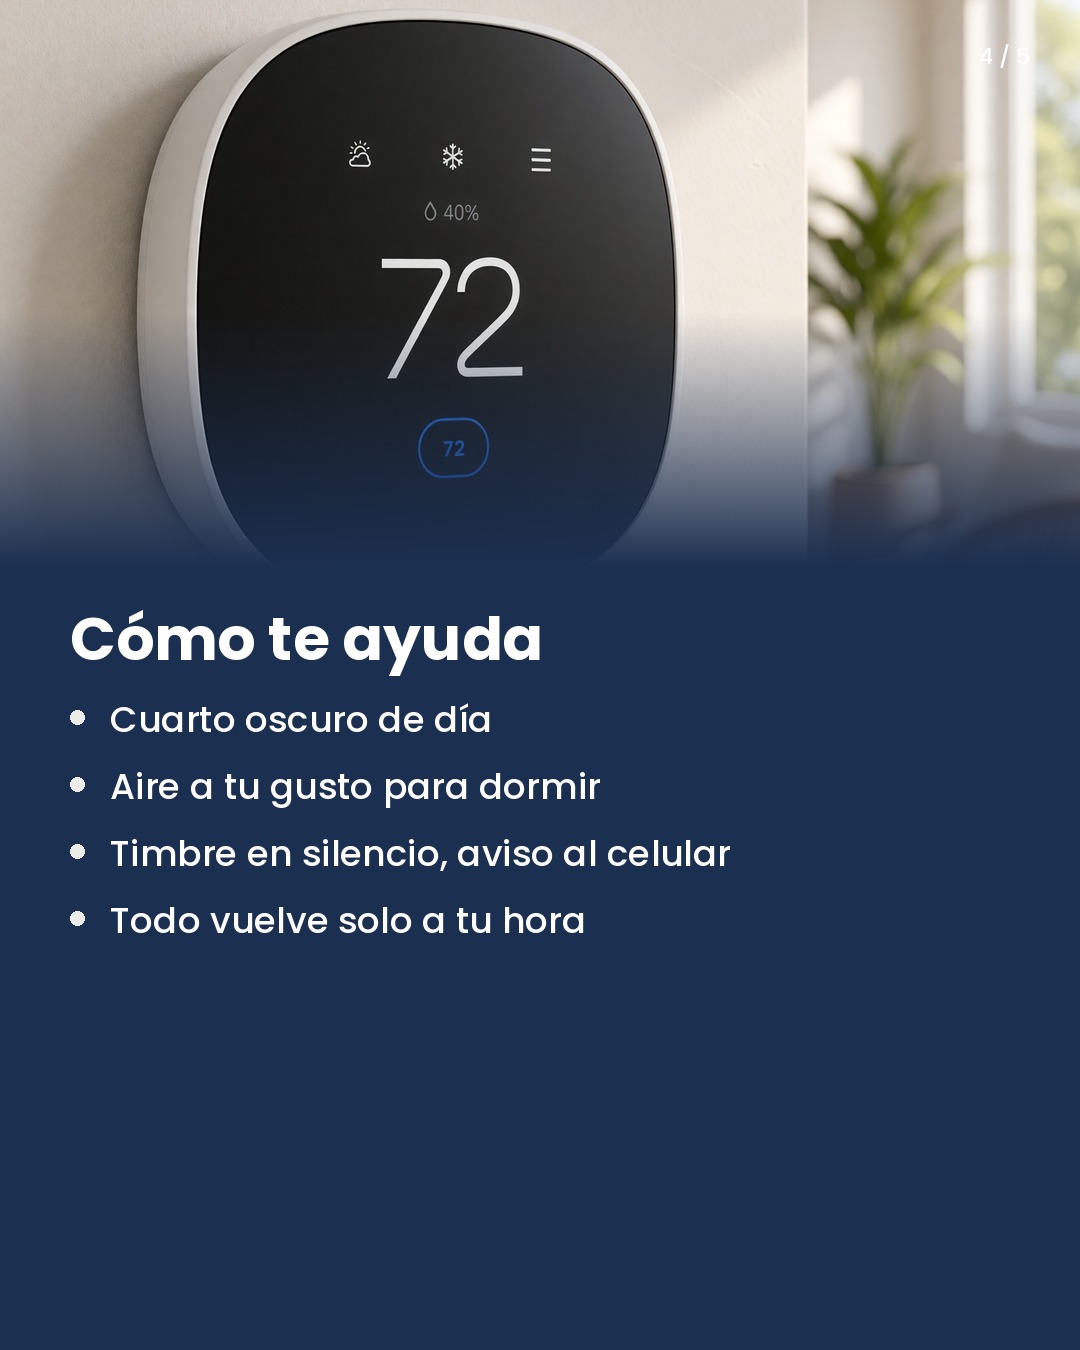 4 / 5
40%
72
72
Cómo te ayuda
Cuarto oscuro de día
Aire a tu gusto para dormir
Timbre en silencio, aviso al celular
Todo vuelve solo a tu hora